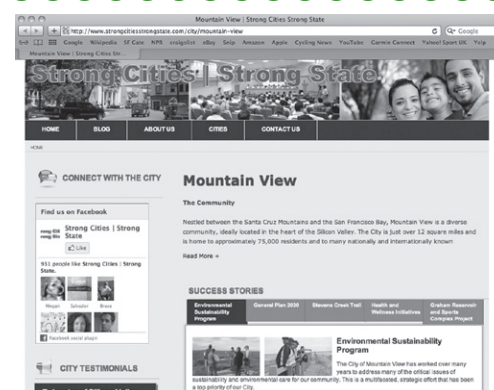 Mountain View | Strong Cities Strong State
http://www.strongcitiesstrongstate.com/city/mountain-view
Google
Google Wikipedia SF Gate NPR craigslist eBay Snip Amazon Apple Cycling News YouTube Garmin Connect Yahoo! Sport UK Yelp
Mountain View | Strong Cities Str...
Strong Cities | Strong State
HOME BLOG ABOUT US CITIES CONTACT US
HOME
CONNECT WITH THE CITY
Find us on Facebook
Strong Cities | Strong State
Like
951 people like Strong Cities | Strong State.
Megan Salvador Bruce
Facebook social plugin
CITY TESTIMONIALS
Mountain View
The Community
Nestled between the Santa Cruz Mountains and the San Francisco Bay, Mountain View is a diverse
community, ideally located in the heart of the Silicon Valley. The City is just over 12 square miles and
is home to approximately 75,000 residents and to many nationally and internationally known
Read More »
SUCCESS STORIES
Environmental Sustainability Program
General Plan 2030
Stevens Creek Trail
Health and Wellness Initiatives
Graham Reservoir and Sports Complex Project
Environmental Sustainability
Program
The City of Mountain View has worked over many
years to address many of the critical issues of
sustainability and environmental care for our community. This is a multifaceted, strategic effort that has been
a top priority of our City.